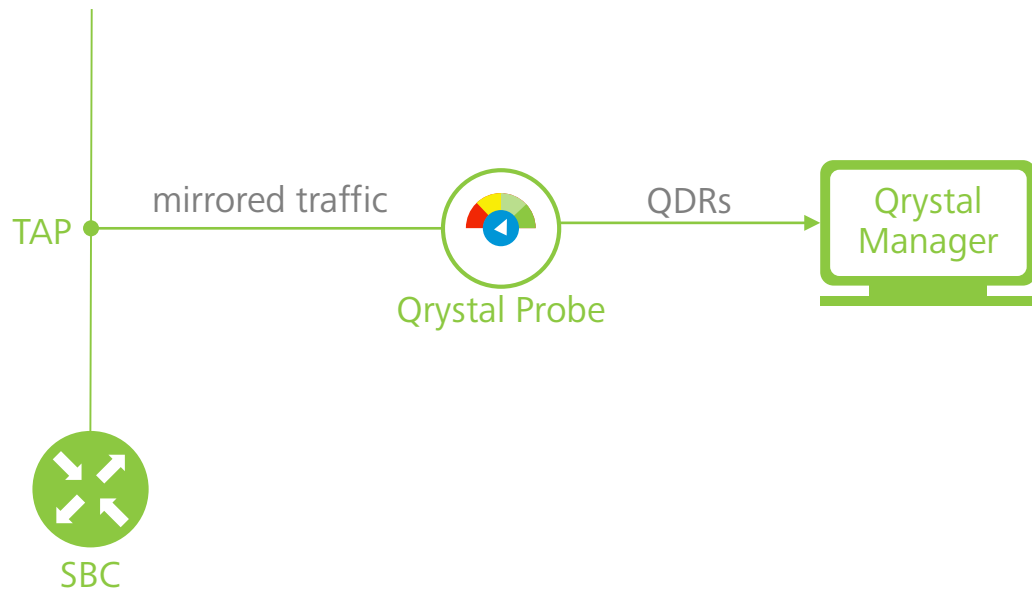 mirrored traffic
QDRs
Qrystal
Manager
TAP
Qrystal Probe
SBC